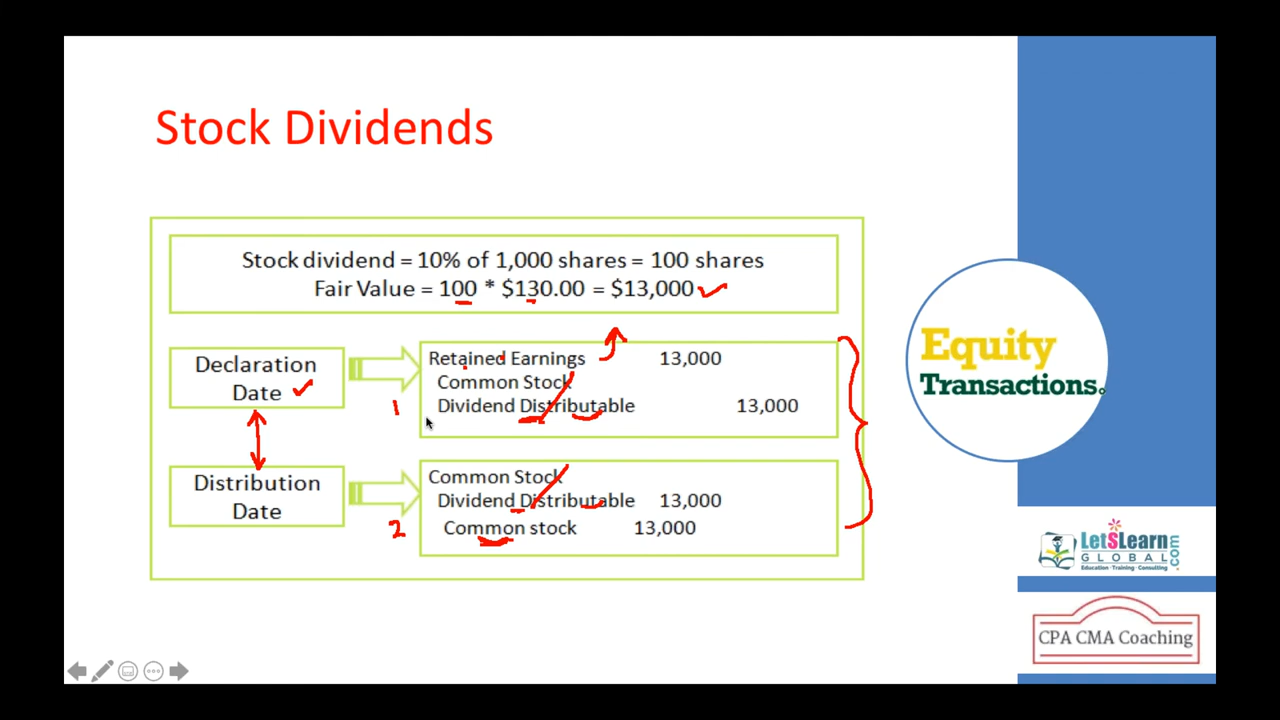 Stock Dividends
Stock dividend = 10% of 1,000 shares = 100 shares
Fair Value = 100 * $130.00 = $13,000
Declaration
Date
1
Retained Earnings 13,000
Common Stock
Dividend Distributable 13,000
Distribution
Date
2
Common Stock
Dividend Distributable 13,000
Common stock 13,000
Equity
Transactions.
LetSLearn
GLOBAL
.com
Education · Training · Consulting
CPA CMA Coaching